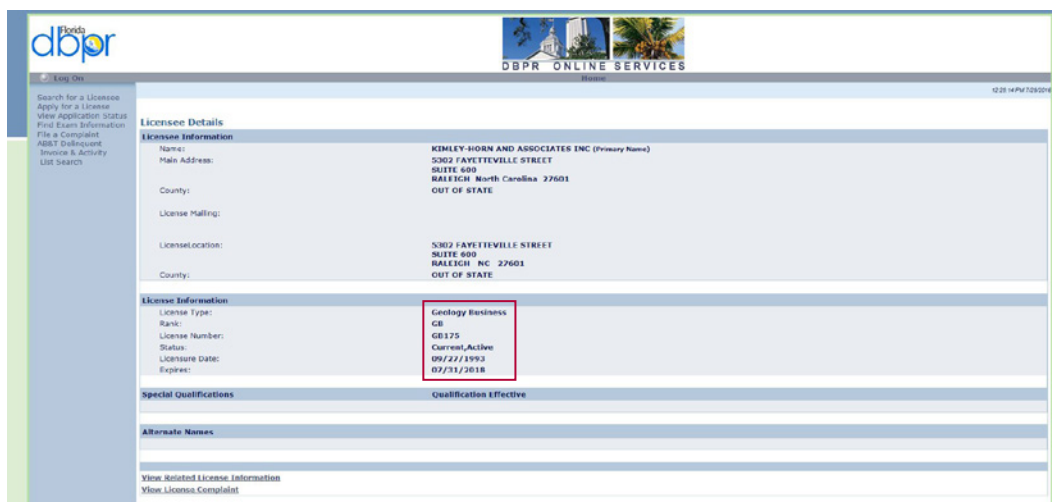 Florida
dbpr
DBPR ONLINE SERVICES
Log On
Home
Search for a Licensee
Apply for a License
View Application Status
Find Exam Information
File a Complaint
AB&T Delinquent
Invoice & Activity
List Search
Licensee Details
Licensee Information
Name: KIMLEY-HORN AND ASSOCIATES INC (Primary Name)
Main Address: 5302 FAYETTEVILLE STREET
SUITE 600
RALEIGH North Carolina 27601
County: OUT OF STATE
License Mailing:
LicenseLocation: 5302 FAYETTEVILLE STREET
SUITE 600
RALEIGH NC 27601
County: OUT OF STATE
License Information
License Type: Geology Business
Rank: GB
License Number: GB175
Status: Current,Active
Licensure Date: 09/27/1993
Expires: 07/31/2018
Special Qualifications Qualification Effective
Alternate Names
View Related License Information
View License Complaint